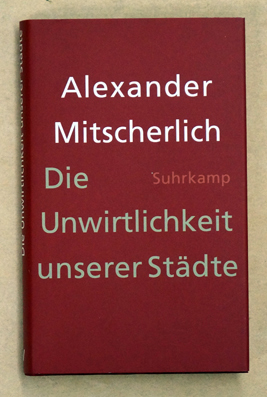 Alexander
Mitscherlich
Die
Suhrkamp
Unwirtlichkeit
unserer Städte
Die Unwirtlichkeit unserer Städte